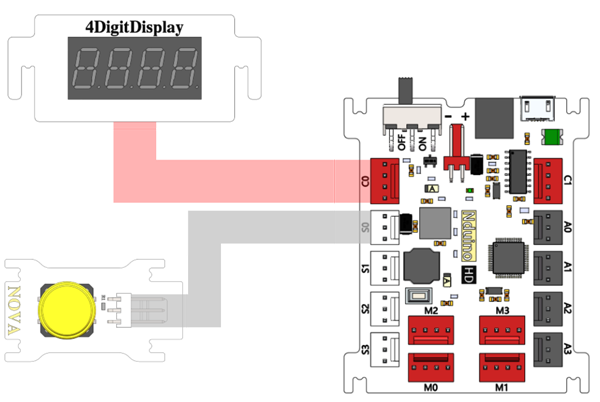 4DigitDisplay
8888
OFF
ON
- +
C0
C1
S0
A0
Nduino
HD
S1
A1
A
A
S2
A2
M2
M3
S3
A3
M0
M1
NOVA